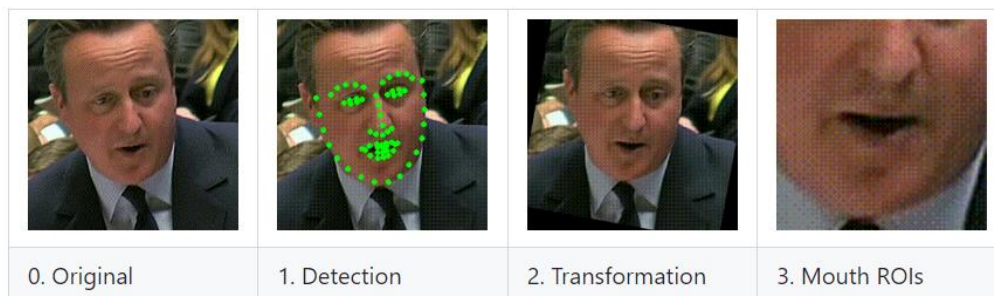 0. Original
1. Detection
2. Transformation
3. Mouth ROIs